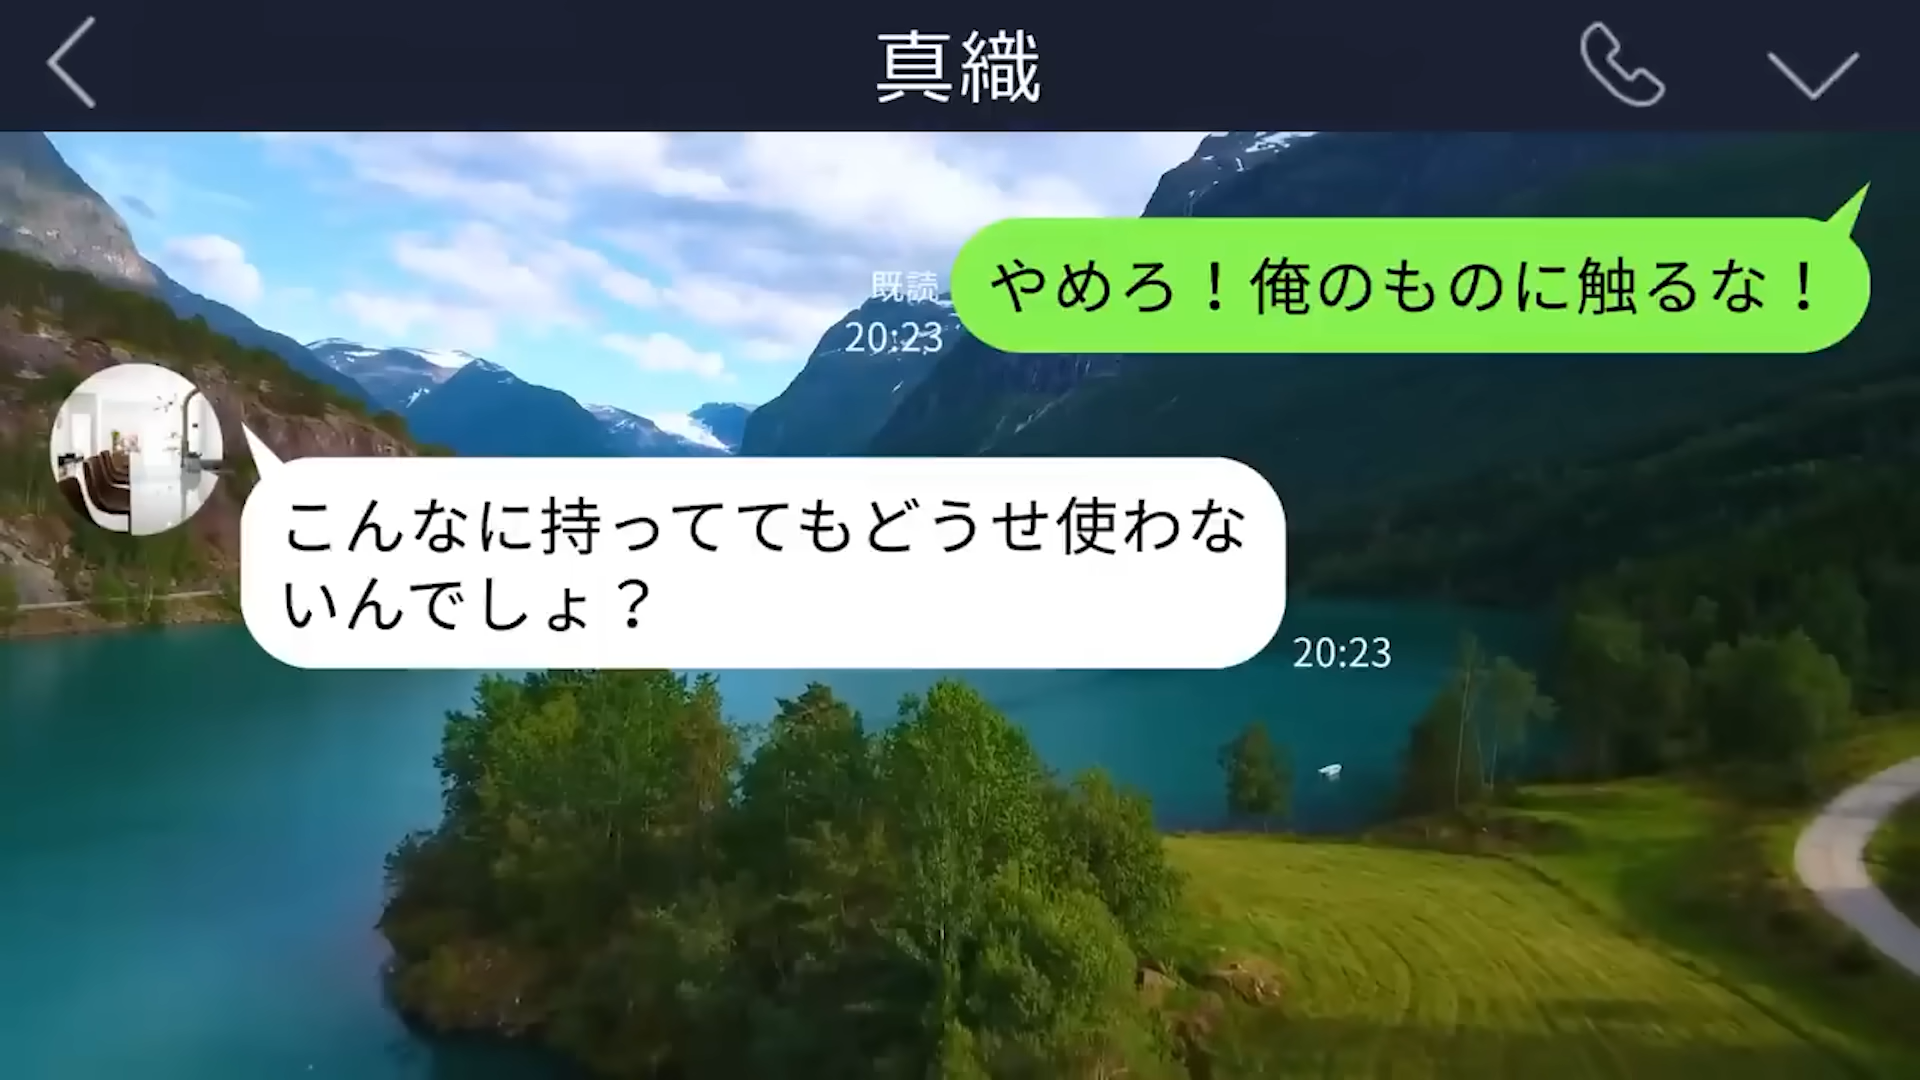 真織
やめろ！俺のものに触るな！
既読
20:23
こんなに持っててもどうせ使わな
いんでしょ？
20:23